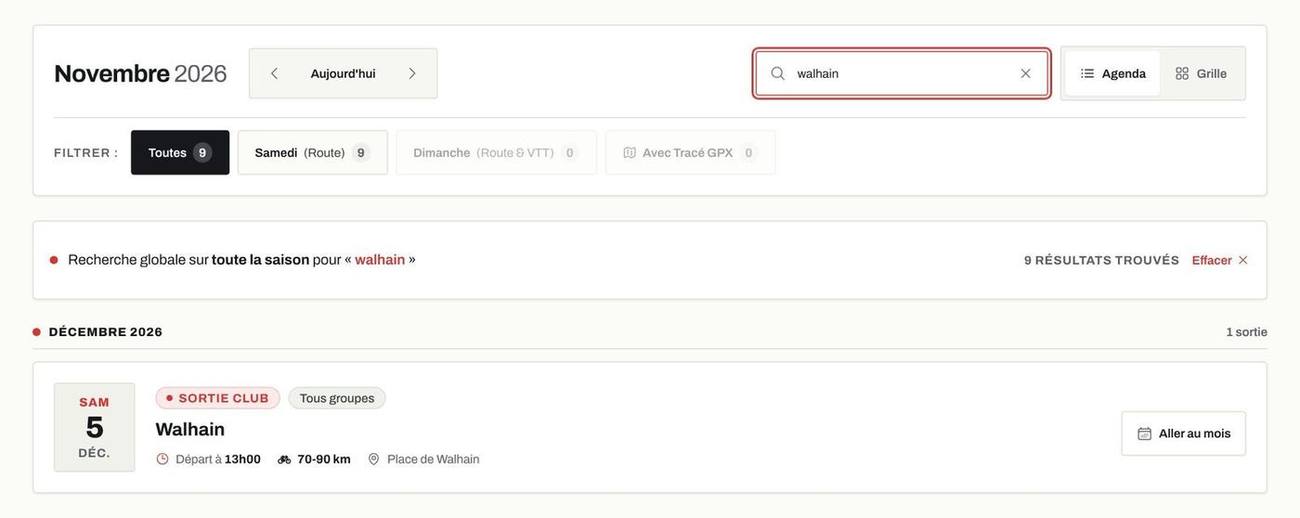 Novembre 2026
Aujourd'hui
walhain
Agenda
Grille
FILTRER :
Toutes 9
Samedi (Route) 9
Dimanche (Route & VTT) 0
Avec Tracé GPX 0
Recherche globale sur toute la saison pour « walhain »
9 RÉSULTATS TROUVÉS
Effacer
DÉCEMBRE 2026
1 sortie
SAM
5
DÉC.
SORTIE CLUB
Tous groupes
Walhain
Départ à 13h00
70-90 km
Place de Walhain
Aller au mois